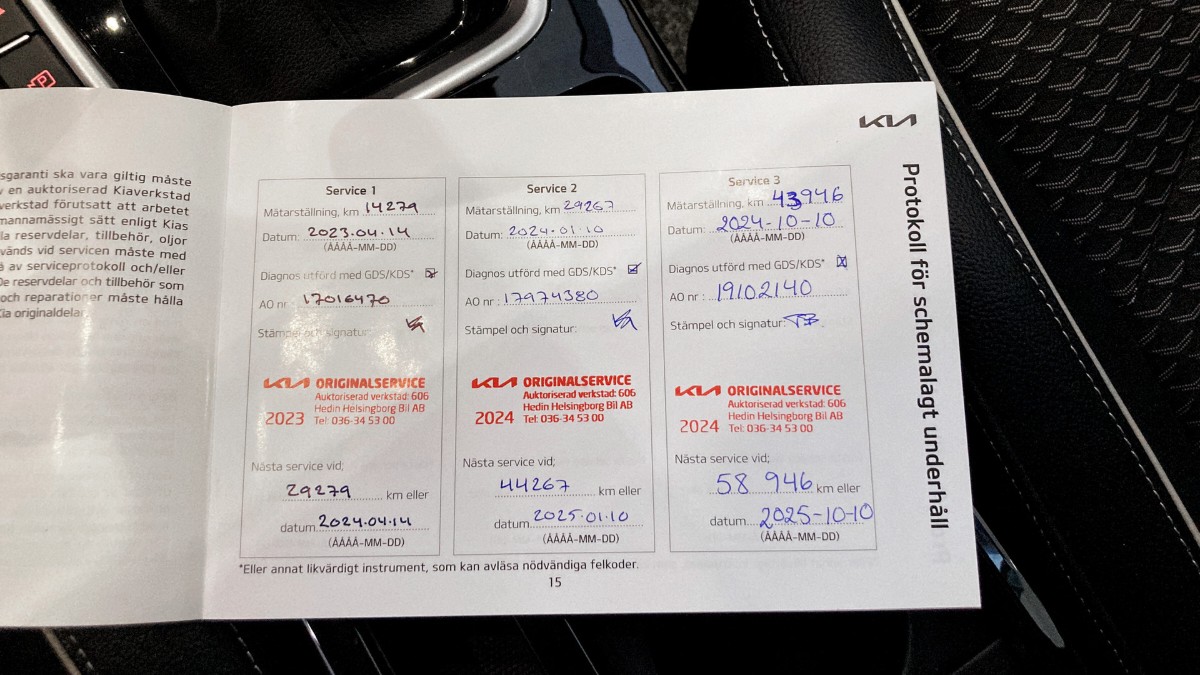 sgaranti ska vara giltig måste
en auktoriserad Kiaverkstad
verkstad förutsatt att arbetet
mannamässigt sätt enligt Kias
la reservdelar, tillbehör, oljor
vänds vid servicen måste med
av serviceprotokoll och/eller
De reservdelar och tillbehör som
och reparationer måste hålla
Kia originaldelar
KIA
Protokoll för schemalagt underhåll
Service 1
Mätarställning, km 14279
Datum: 2023.04.14
(ÅÅÅÅ-MM-DD)
Diagnos utförd med GDS/KDS*
AO nr: 17016470
Stämpel och signatur:
KIA ORIGINALSERVICE
Auktoriserad verkstad: 606
Hedin Helsingborg Bil AB
2023 Tel: 036-34 53 00
Nästa service vid;
29279 km eller
datum 2024.04.14
(ÅÅÅÅ-MM-DD)
Service 2
Mätarställning, km 29267
Datum: 2024.01.10
(ÅÅÅÅ-MM-DD)
Diagnos utförd med GDS/KDS*
AO nr: 17974380
Stämpel och signatur:
KIA ORIGINALSERVICE
Auktoriserad verkstad: 606
Hedin Helsingborg Bil AB
2024 Tel: 036-34 53 00
Nästa service vid;
44267 km eller
datum 2025.01.10
(ÅÅÅÅ-MM-DD)
Service 3
Mätarställning, km 43946
Datum: 2024-10-10
(ÅÅÅÅ-MM-DD)
Diagnos utförd med GDS/KDS*
AO nr: 19102140
Stämpel och signatur: TB
KIA ORIGINALSERVICE
Auktoriserad verkstad: 606
Hedin Helsingborg Bil AB
2024 Tel: 036-34 53 00
Nästa service vid;
58 946 km eller
datum 2025-10-10
(ÅÅÅÅ-MM-DD)
*Eller annat likvärdigt instrument, som kan avläsa nödvändiga felkoder.
15